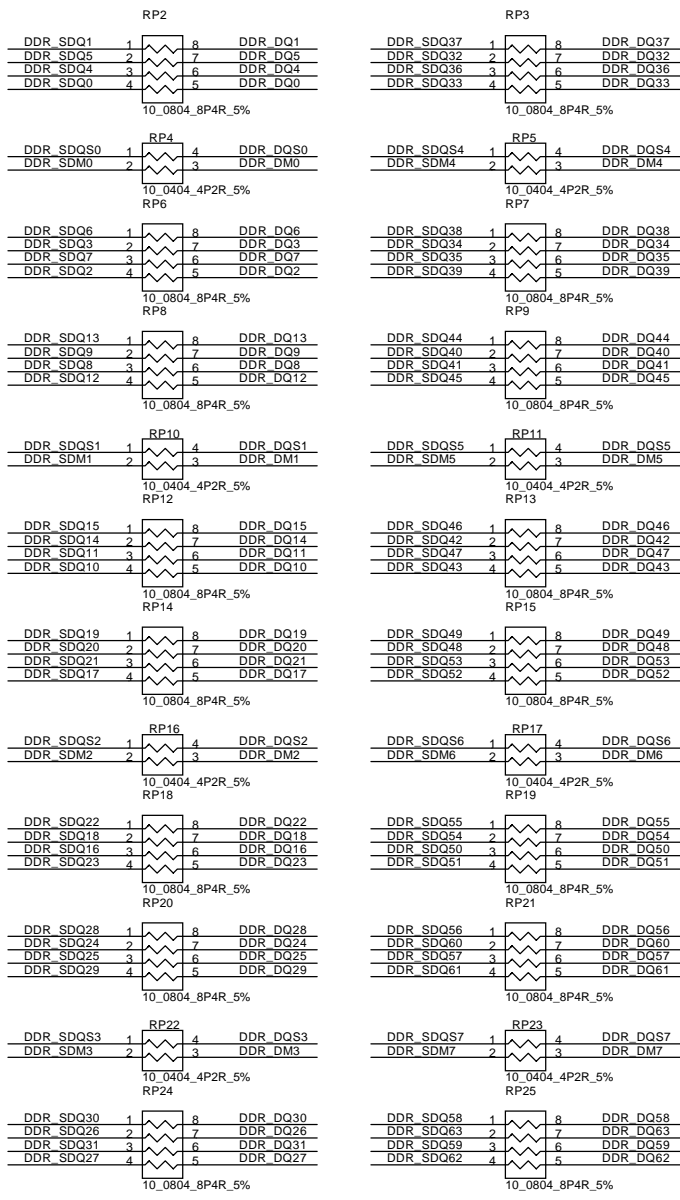 RP2
DDR_SDQ1 1 8 DDR_DQ1
DDR_SDQ5 2 7 DDR_DQ5
DDR_SDQ4 3 6 DDR_DQ4
DDR_SDQ0 4 5 DDR_DQ0
10_0804_8P4R_5%
RP4
DDR_SDQS0 1 4 DDR_DQS0
DDR_SDM0 2 3 DDR_DM0
10_0404_4P2R_5%
RP6
DDR_SDQ6 1 8 DDR_DQ6
DDR_SDQ3 2 7 DDR_DQ3
DDR_SDQ7 3 6 DDR_DQ7
DDR_SDQ2 4 5 DDR_DQ2
10_0804_8P4R_5%
RP8
DDR_SDQ13 1 8 DDR_DQ13
DDR_SDQ9 2 7 DDR_DQ9
DDR_SDQ8 3 6 DDR_DQ8
DDR_SDQ12 4 5 DDR_DQ12
10_0804_8P4R_5%
RP10
DDR_SDQS1 1 4 DDR_DQS1
DDR_SDM1 2 3 DDR_DM1
10_0404_4P2R_5%
RP12
DDR_SDQ15 1 8 DDR_DQ15
DDR_SDQ14 2 7 DDR_DQ14
DDR_SDQ11 3 6 DDR_DQ11
DDR_SDQ10 4 5 DDR_DQ10
10_0804_8P4R_5%
RP14
DDR_SDQ19 1 8 DDR_DQ19
DDR_SDQ20 2 7 DDR_DQ20
DDR_SDQ21 3 6 DDR_DQ21
DDR_SDQ17 4 5 DDR_DQ17
10_0804_8P4R_5%
RP16
DDR_SDQS2 1 4 DDR_DQS2
DDR_SDM2 2 3 DDR_DM2
10_0404_4P2R_5%
RP18
DDR_SDQ22 1 8 DDR_DQ22
DDR_SDQ18 2 7 DDR_DQ18
DDR_SDQ16 3 6 DDR_DQ16
DDR_SDQ23 4 5 DDR_DQ23
10_0804_8P4R_5%
RP20
DDR_SDQ28 1 8 DDR_DQ28
DDR_SDQ24 2 7 DDR_DQ24
DDR_SDQ25 3 6 DDR_DQ25
DDR_SDQ29 4 5 DDR_DQ29
10_0804_8P4R_5%
RP22
DDR_SDQS3 1 4 DDR_DQS3
DDR_SDM3 2 3 DDR_DM3
10_0404_4P2R_5%
RP24
DDR_SDQ30 1 8 DDR_DQ30
DDR_SDQ26 2 7 DDR_DQ26
DDR_SDQ31 3 6 DDR_DQ31
DDR_SDQ27 4 5 DDR_DQ27
10_0804_8P4R_5%
RP3
DDR_SDQ37 1 8 DDR_DQ37
DDR_SDQ32 2 7 DDR_DQ32
DDR_SDQ36 3 6 DDR_DQ36
DDR_SDQ33 4 5 DDR_DQ33
10_0804_8P4R_5%
RP5
DDR_SDQS4 1 4 DDR_DQS4
DDR_SDM4 2 3 DDR_DM4
10_0404_4P2R_5%
RP7
DDR_SDQ38 1 8 DDR_DQ38
DDR_SDQ34 2 7 DDR_DQ34
DDR_SDQ35 3 6 DDR_DQ35
DDR_SDQ39 4 5 DDR_DQ39
10_0804_8P4R_5%
RP9
DDR_SDQ44 1 8 DDR_DQ44
DDR_SDQ40 2 7 DDR_DQ40
DDR_SDQ41 3 6 DDR_DQ41
DDR_SDQ45 4 5 DDR_DQ45
10_0804_8P4R_5%
RP11
DDR_SDQS5 1 4 DDR_DQS5
DDR_SDM5 2 3 DDR_DM5
10_0404_4P2R_5%
RP13
DDR_SDQ46 1 8 DDR_DQ46
DDR_SDQ42 2 7 DDR_DQ42
DDR_SDQ47 3 6 DDR_DQ47
DDR_SDQ43 4 5 DDR_DQ43
10_0804_8P4R_5%
RP15
DDR_SDQ49 1 8 DDR_DQ49
DDR_SDQ48 2 7 DDR_DQ48
DDR_SDQ53 3 6 DDR_DQ53
DDR_SDQ52 4 5 DDR_DQ52
10_0804_8P4R_5%
RP17
DDR_SDQS6 1 4 DDR_DQS6
DDR_SDM6 2 3 DDR_DM6
10_0404_4P2R_5%
RP19
DDR_SDQ55 1 8 DDR_DQ55
DDR_SDQ54 2 7 DDR_DQ54
DDR_SDQ50 3 6 DDR_DQ50
DDR_SDQ51 4 5 DDR_DQ51
10_0804_8P4R_5%
RP21
DDR_SDQ56 1 8 DDR_DQ56
DDR_SDQ60 2 7 DDR_DQ60
DDR_SDQ57 3 6 DDR_DQ57
DDR_SDQ61 4 5 DDR_DQ61
10_0804_8P4R_5%
RP23
DDR_SDQS7 1 4 DDR_DQS7
DDR_SDM7 2 3 DDR_DM7
10_0404_4P2R_5%
RP25
DDR_SDQ58 1 8 DDR_DQ58
DDR_SDQ63 2 7 DDR_DQ63
DDR_SDQ59 3 6 DDR_DQ59
DDR_SDQ62 4 5 DDR_DQ62
10_0804_8P4R_5%